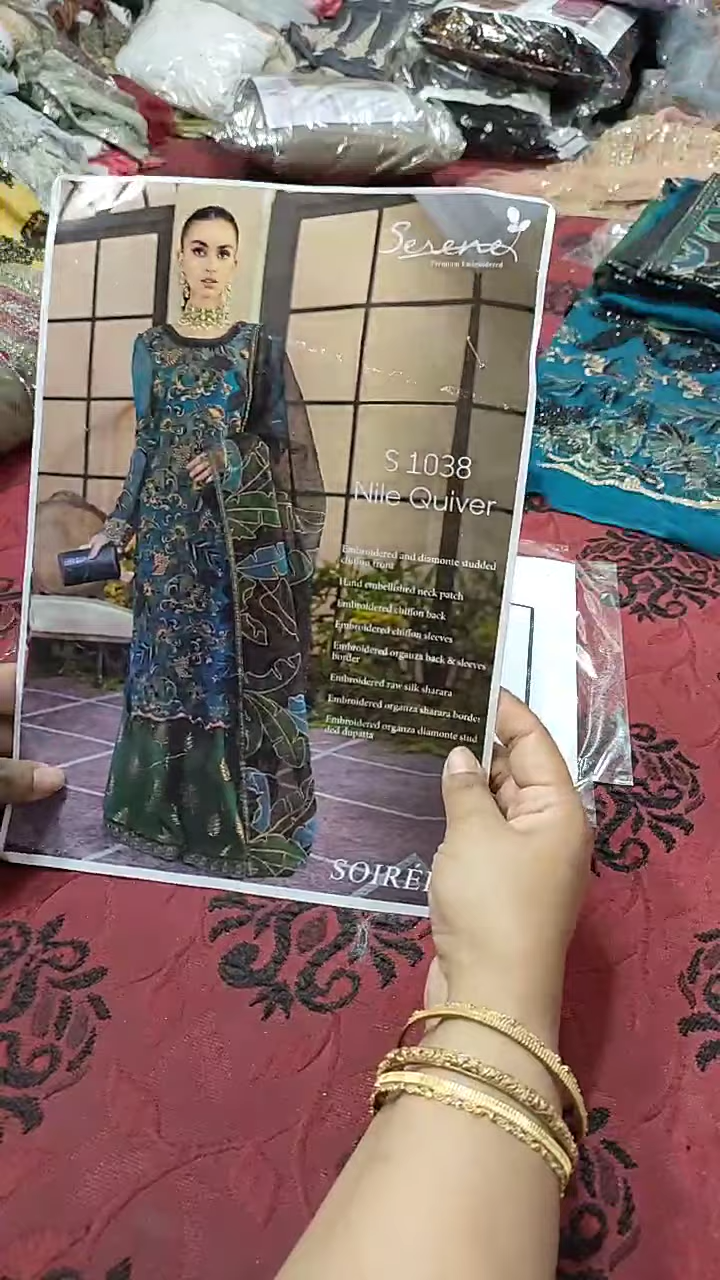 Serene
Premium Embroidered
S 1038
Nile Quiver
Embroidered and diamonte studded
chiffon front
Hand embellished neck patch
Embroidered chiffon back
Embroidered chiffon sleeves
Embroidered organza back & sleeves
border
Embroidered raw silk sharara
Embroidered organza sharara border
Embroidered organza diamonte stud
ded dupatta
SOIRÉE